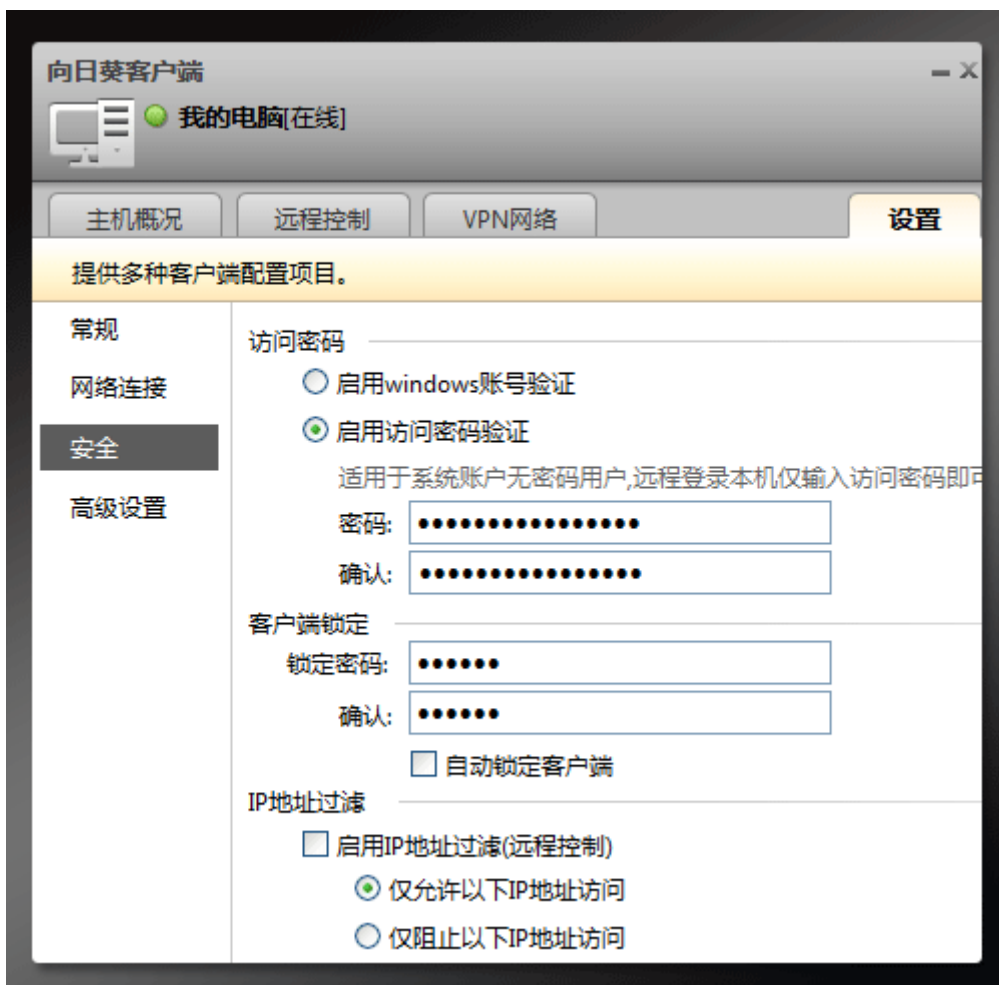 向日葵客户端
我的电脑[在线]
主机概况 远程控制 VPN网络 设置
提供多种客户端配置项目。
常规
网络连接
安全
高级设置
访问密码
启用windows账号验证
启用访问密码验证
适用于系统账户无密码用户,远程登录本机仅输入访问密码即可
密码: ••••••••••••••••
确认: ••••••••••••••••
客户端锁定
锁定密码: ••••••
确认: ••••••
自动锁定客户端
IP地址过滤
启用IP地址过滤(远程控制)
仅允许以下IP地址访问
仅阻止以下IP地址访问